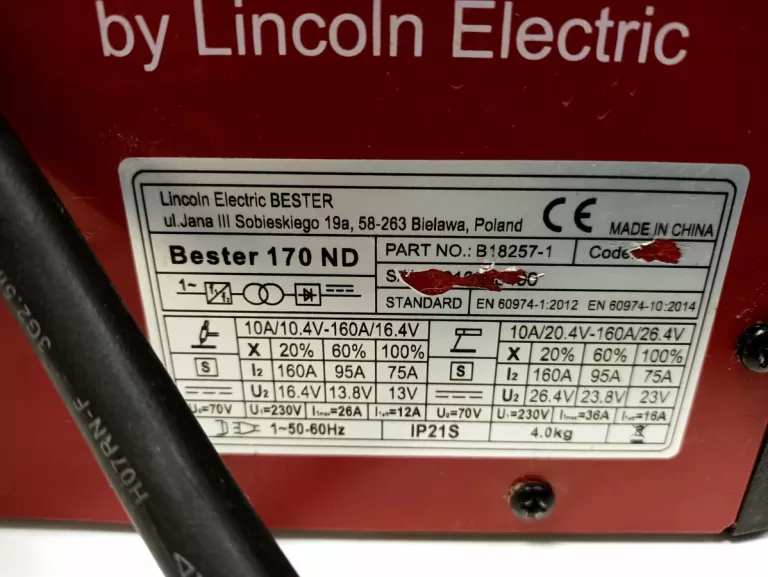 by Lincoln Electric
Lincoln Electric BESTER
ul.Jana III Sobieskiego 19a, 58-263 Bielawa, Poland
CE
MADE IN CHINA
Bester 170 ND
PART NO.: B18257-1
Code
STANDARD EN 60974-1:2012 EN 60974-10:2014
1~
10A/10.4V-160A/16.4V
X 20% 60% 100%
S I2 160A 95A 75A
U2 16.4V 13.8V 13V
U0=70V U1=230V I1max=26A I1eff=12A
10A/20.4V-160A/26.4V
X 20% 60% 100%
S I2 160A 95A 75A
U2 26.4V 23.8V 23V
U0=70V U1=230V I1max=36A I1eff=16A
1~50-60Hz IP21S 4.0kg
H07RN-F 3G2.5